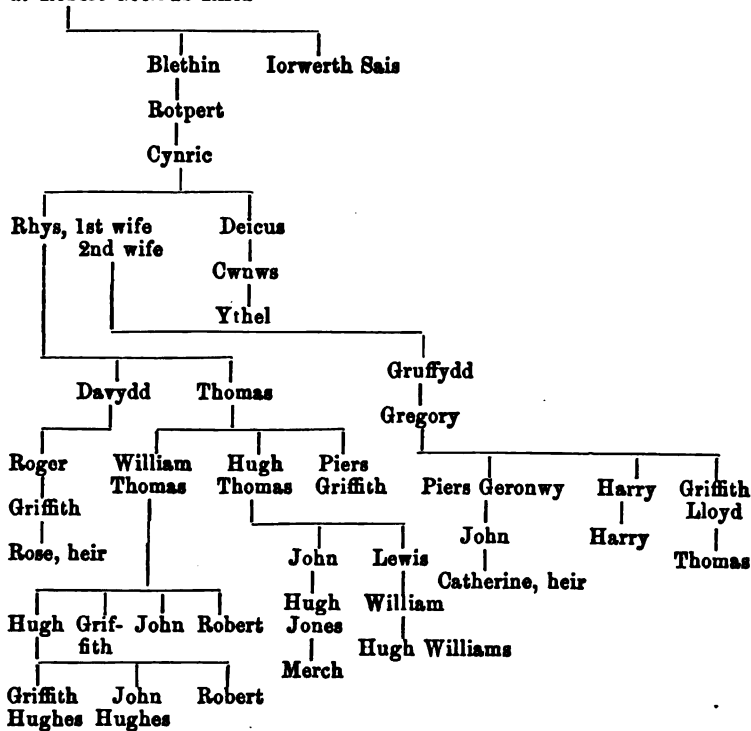 Blethin Iorwerth Sais
Rotpert
Cynric
Rhys, 1st wife Deicus
2nd wife
Cwnws
Ythel
Gruffydd
Davydd Thomas
Gregory
Roger William Hugh Piers Piers Geronwy Harry Griffith
Thomas Thomas Griffith Lloyd
Griffith John Harry
Rose, heir John Lewis Thomas
Catherine, heir
Hugh William
Hugh Grif- John Robert Jones
fith Hugh Williams
Merch
Griffith John Robert
Hughes Hughes